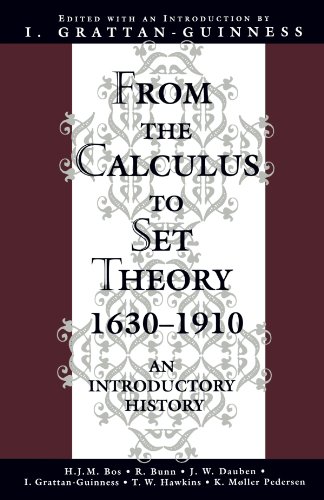 EDITED WITH AN INTRODUCTION BY
I. GRATTAN-GUINNESS
FROM
THE
CALCULUS
TO
SET
THEORY
1630–1910
AN
INTRODUCTORY
HISTORY
H.J.M. BOS • R. BUNN • J. W. DAUBEN •
I. GRATTAN-GUINNESS • T. W. HAWKINS • K. MØLLER PEDERSEN